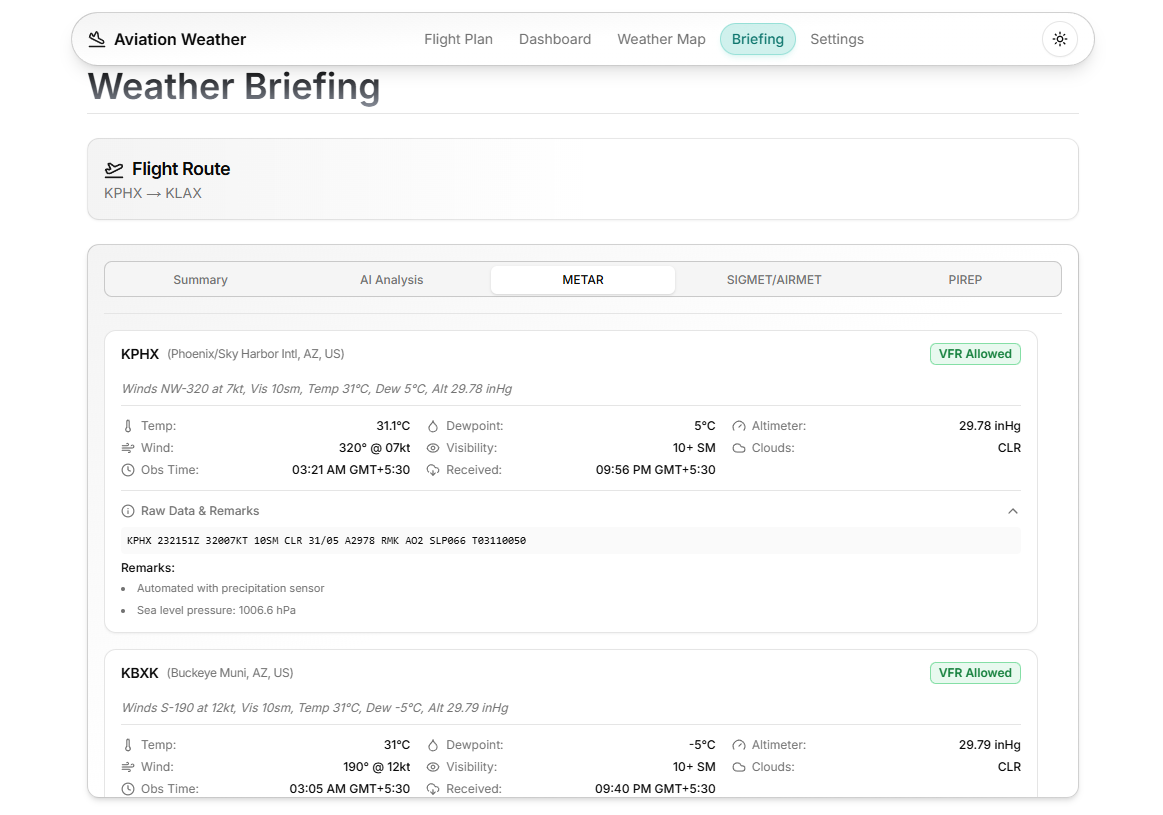 Aviation Weather
Flight Plan Dashboard Weather Map Briefing Settings
Weather Briefing
Flight Route
KPHX → KLAX
Summary AI Analysis METAR SIGMET/AIRMET PIREP
KPHX (Phoenix/Sky Harbor Intl, AZ, US) VFR Allowed
Winds NW-320 at 7kt, Vis 10sm, Temp 31°C, Dew 5°C, Alt 29.78 inHg
Temp: 31.1°C Dewpoint: 5°C Altimeter: 29.78 inHg
Wind: 320° @ 07kt Visibility: 10+ SM Clouds: CLR
Obs Time: 03:21 AM GMT+5:30 Received: 09:56 PM GMT+5:30
Raw Data & Remarks
KPHX 232151Z 32007KT 10SM CLR 31/05 A2978 RMK AO2 SLP066 T03110050
Remarks:
• Automated with precipitation sensor
• Sea level pressure: 1006.6 hPa
KBXK (Buckeye Muni, AZ, US) VFR Allowed
Winds S-190 at 12kt, Vis 10sm, Temp 31°C, Dew -5°C, Alt 29.79 inHg
Temp: 31°C Dewpoint: -5°C Altimeter: 29.79 inHg
Wind: 190° @ 12kt Visibility: 10+ SM Clouds: CLR
Obs Time: 03:05 AM GMT+5:30 Received: 09:40 PM GMT+5:30